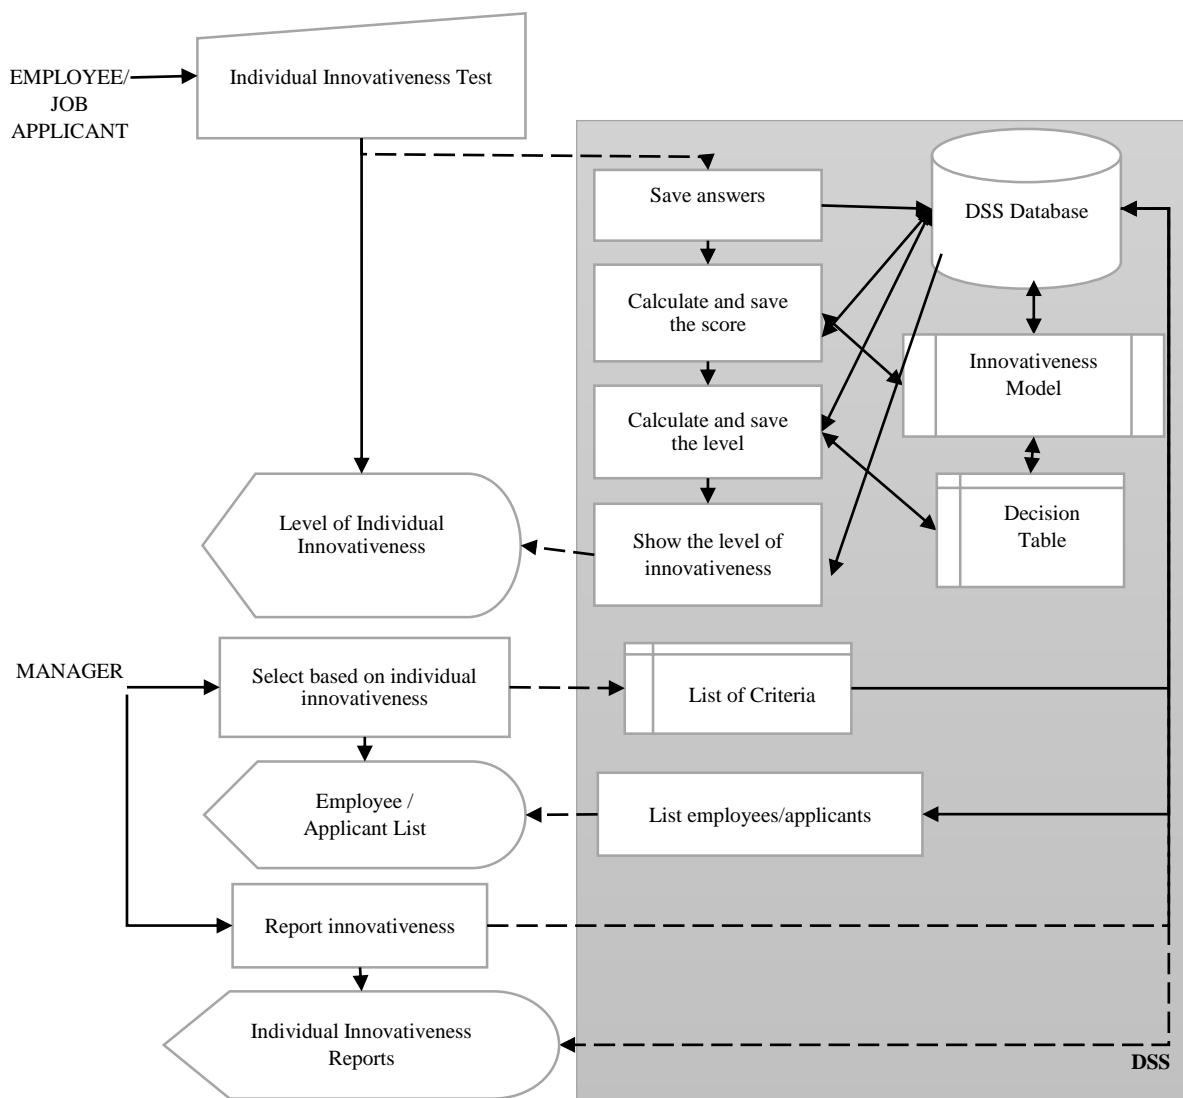 Individual Innovativeness Test
EMPLOYEE/
JOB
APPLICANT
Save answers
DSS Database
Calculate and save
the score
Innovativeness
Model
Calculate and save
the level
Level of Individual
Innovativeness
Show the level of
innovativeness
Decision
Table
MANAGER
Select based on individual
innovativeness
List of Criteria
Employee /
Applicant List
List employees/applicants
Report innovativeness
Individual Innovativeness
Reports
DSS